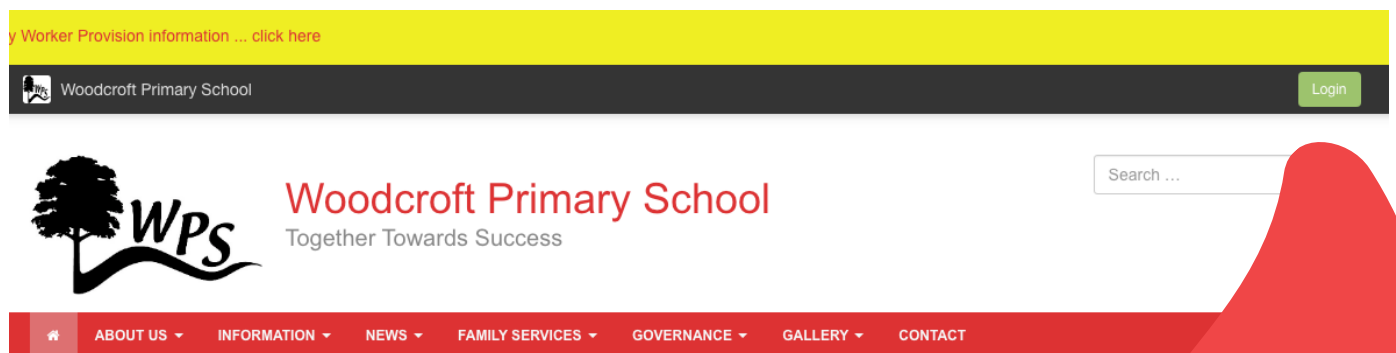 Worker Provision information ... click here
Woodcroft Primary School
Login
WPS
Woodcroft Primary School
Together Towards Success
Search ...
ABOUT US INFORMATION NEWS FAMILY SERVICES GOVERNANCE GALLERY CONTACT